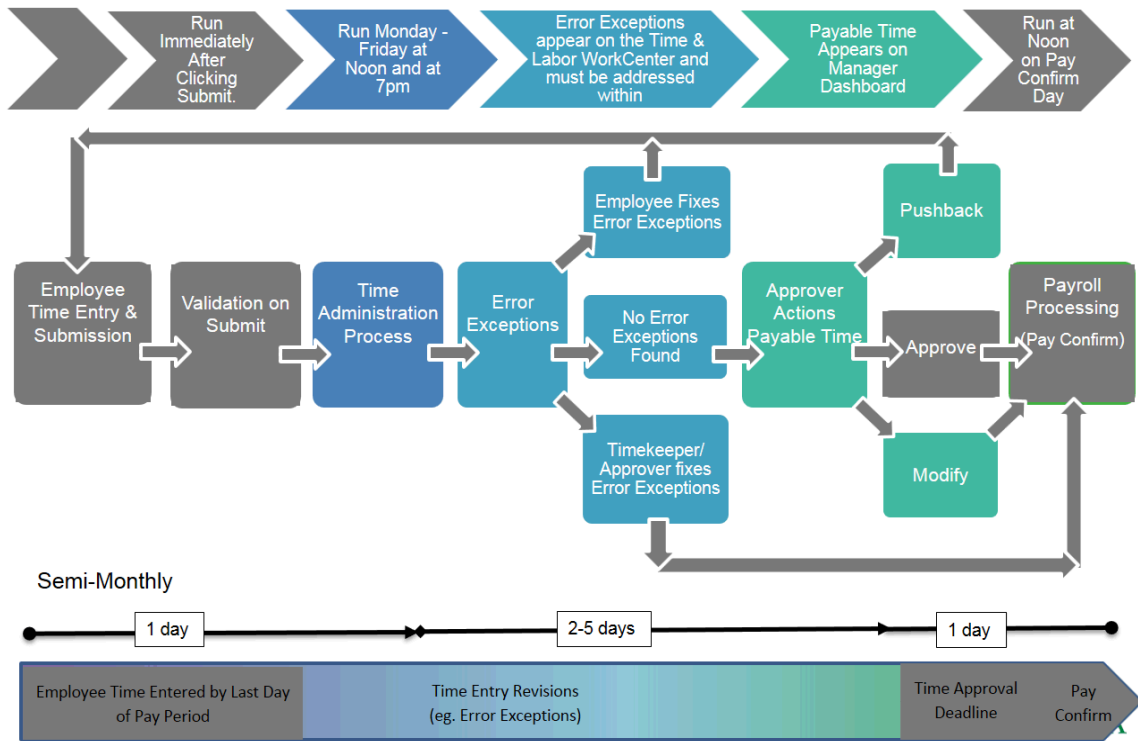 Run
Immediately
After
Clicking
Submit.
Run Monday -
Friday at
Noon and at
7pm
Error Exceptions
appear on the Time &
Labor WorkCenter and
must be addressed
within
Payable Time
Appears on
Manager
Dashboard
Run at
Noon
on Pay
Confirm
Day
Employee Fixes
Error Exceptions
Pushback
Employee
Time Entry &
Submission
Validation on
Submit
Time
Administration
Process
Error
Exceptions
No Error
Exceptions
Found
Approver
Actions
Payable Time
Approve
Payroll
Processing
(Pay Confirm)
Timekeeper/
Approver fixes
Error Exceptions
Modify
Semi-Monthly
1 day
2-5 days
1 day
Employee Time Entered by Last Day
of Pay Period
Time Entry Revisions
(eg. Error Exceptions)
Time Approval
Deadline
Pay
Confirm